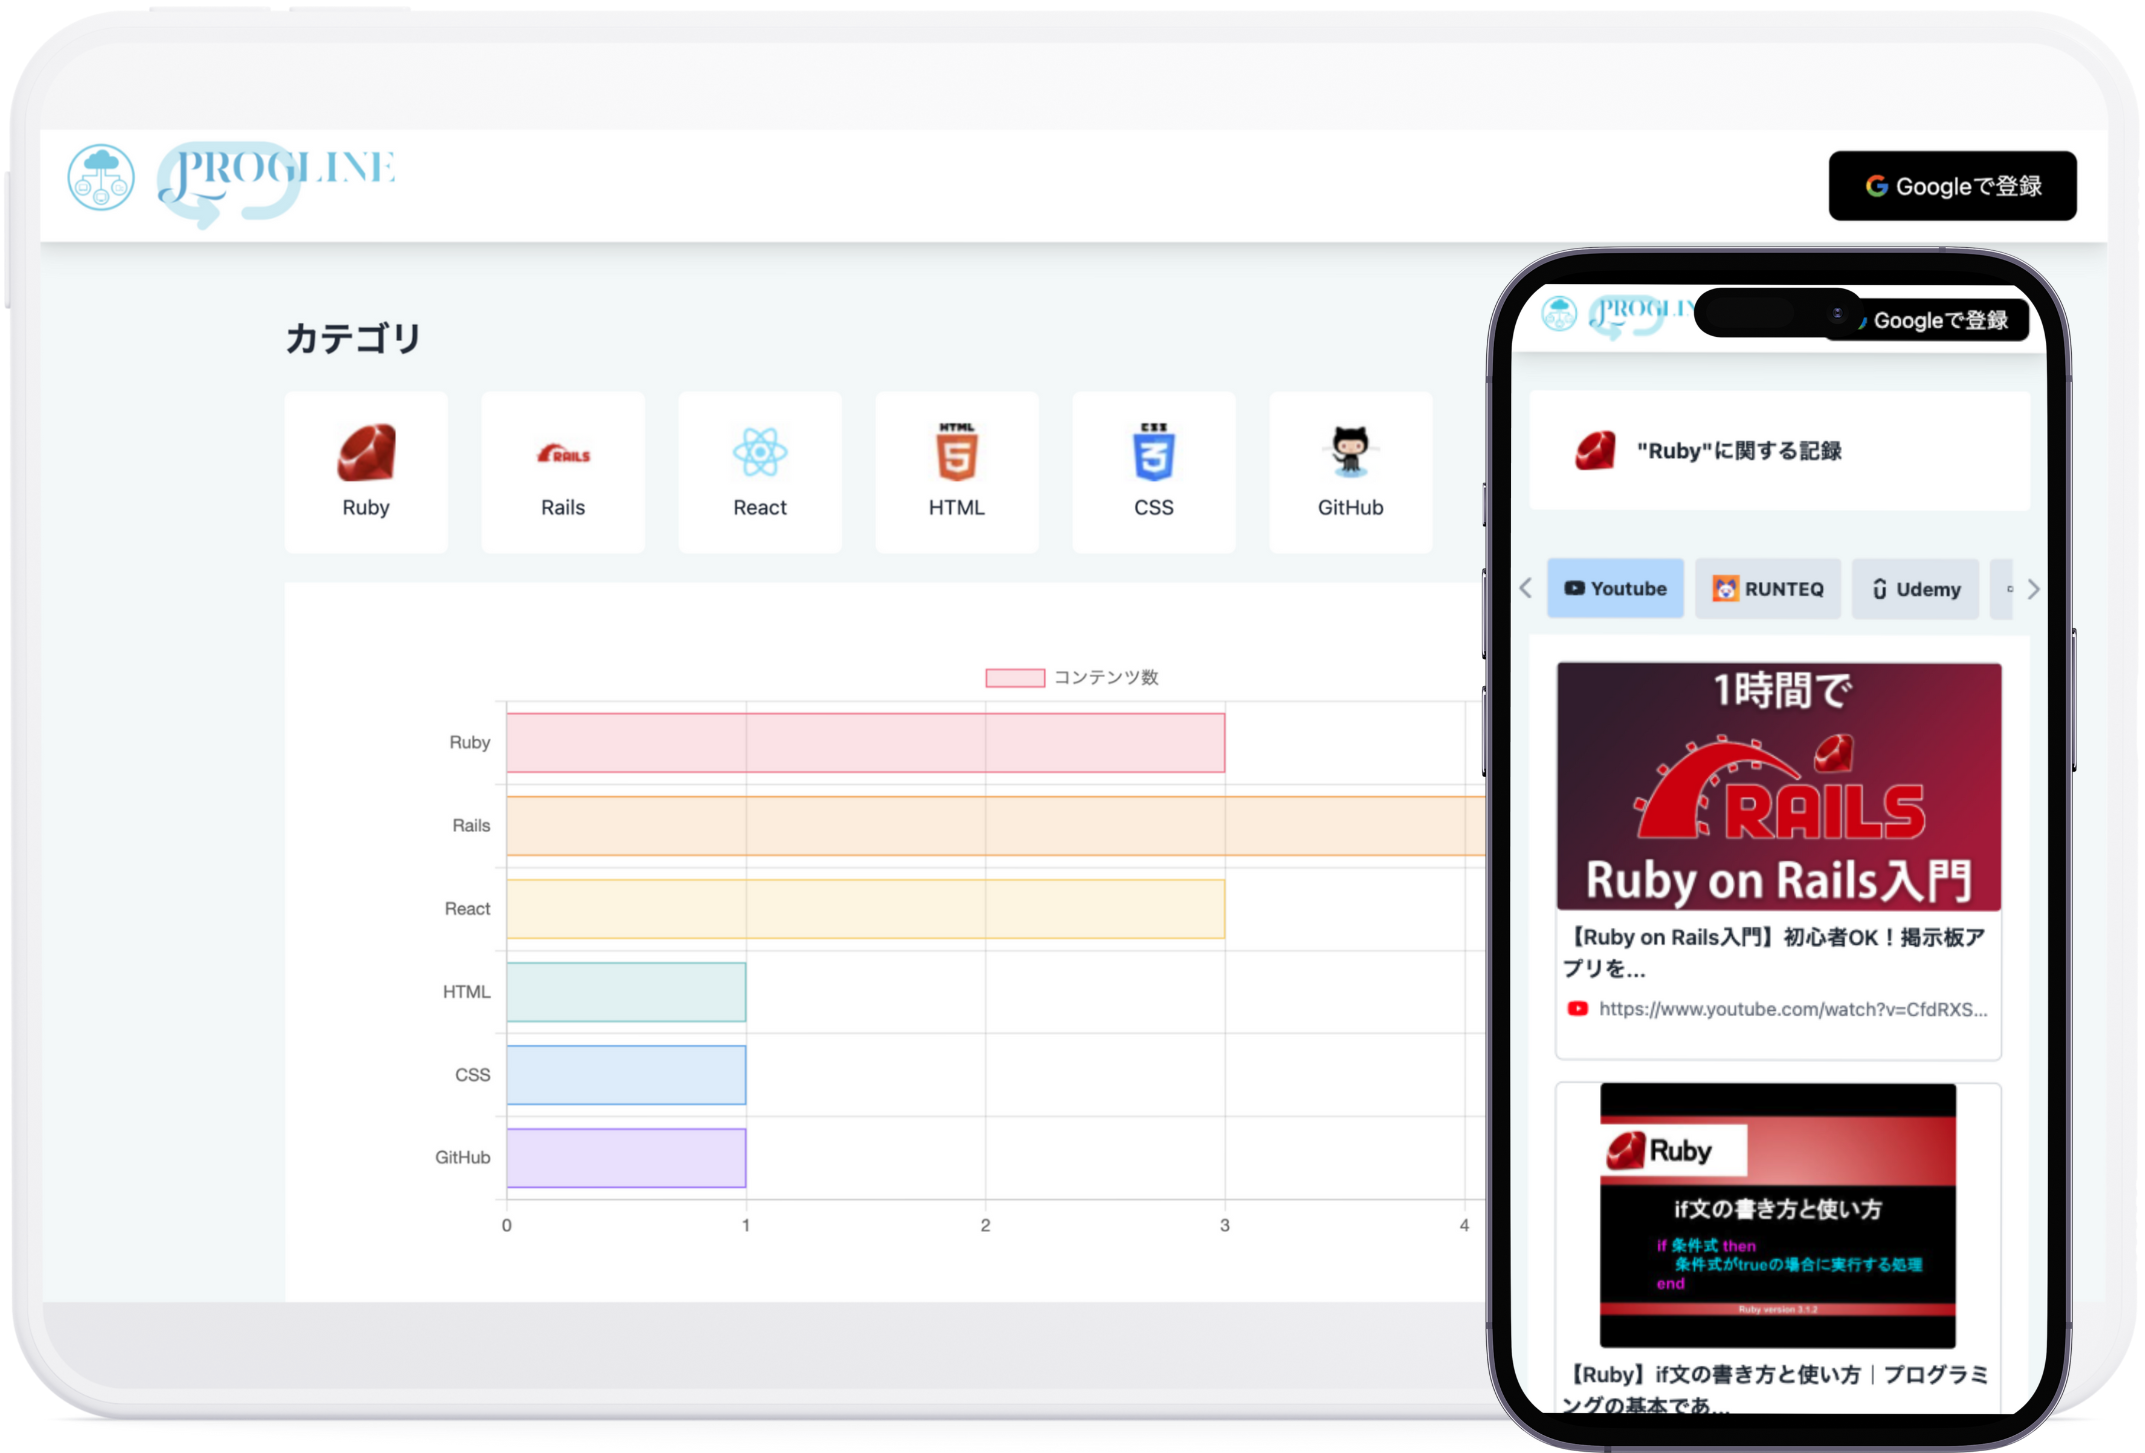 PROGLINE
Googleで登録
カテゴリ
RAILS
HTML
5
CSS
3
Ruby
Rails
React
HTML
CSS
GitHub
コンテンツ数
Ruby
Rails
React
HTML
CSS
GitHub
0 1 2 3 4
PROGLIN
Googleで登録
"Ruby"に関する記録
Youtube
RUNTEQ
Udemy
1時間で
RAILS
Ruby on Rails入門
【Ruby on Rails入門】初心者OK！掲示板ア
プリを...
https://www.youtube.com/watch?v=CfdRXS...
Ruby
if文の書き方と使い方
if 条件式 then
条件式がtrueの場合に実行する処理
end
Ruby version 3.1.2
【Ruby】if文の書き方と使い方｜プログラミ
ングの基本であ...